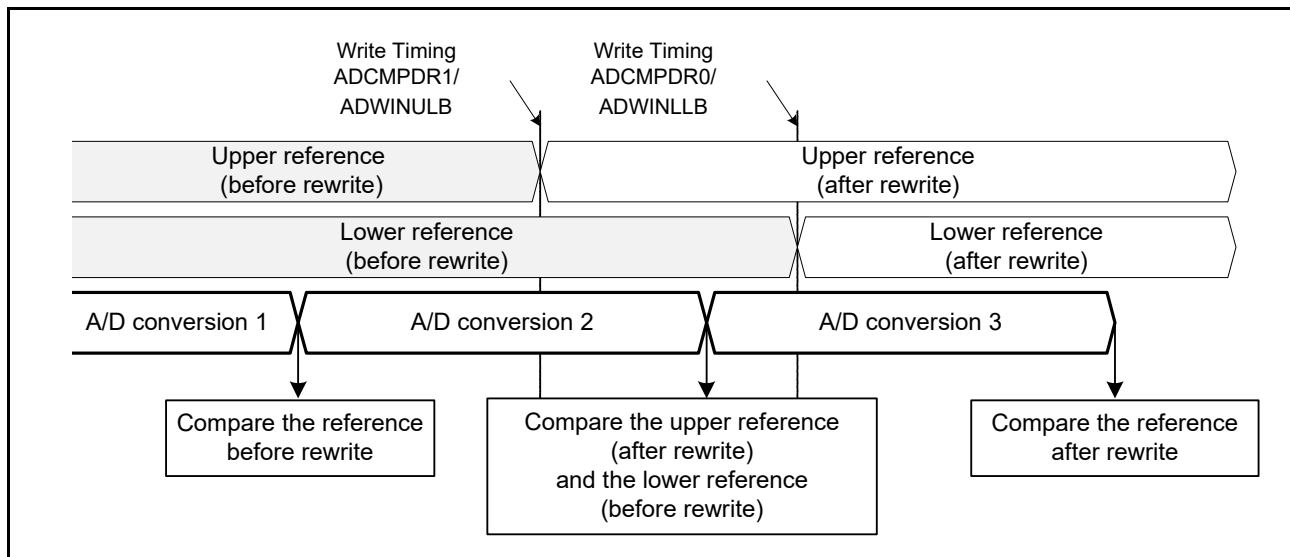 Write Timing
ADCMPDR1/
ADWINULB
Write Timing
ADCMPDR0/
ADWINLLB
Upper reference
(before rewrite)
Upper reference
(after rewrite)
Lower reference
(before rewrite)
Lower reference
(after rewrite)
A/D conversion 1
A/D conversion 2
A/D conversion 3
Compare the reference
before rewrite
Compare the upper reference
(after rewrite)
and the lower reference
(before rewrite)
Compare the reference
after rewrite